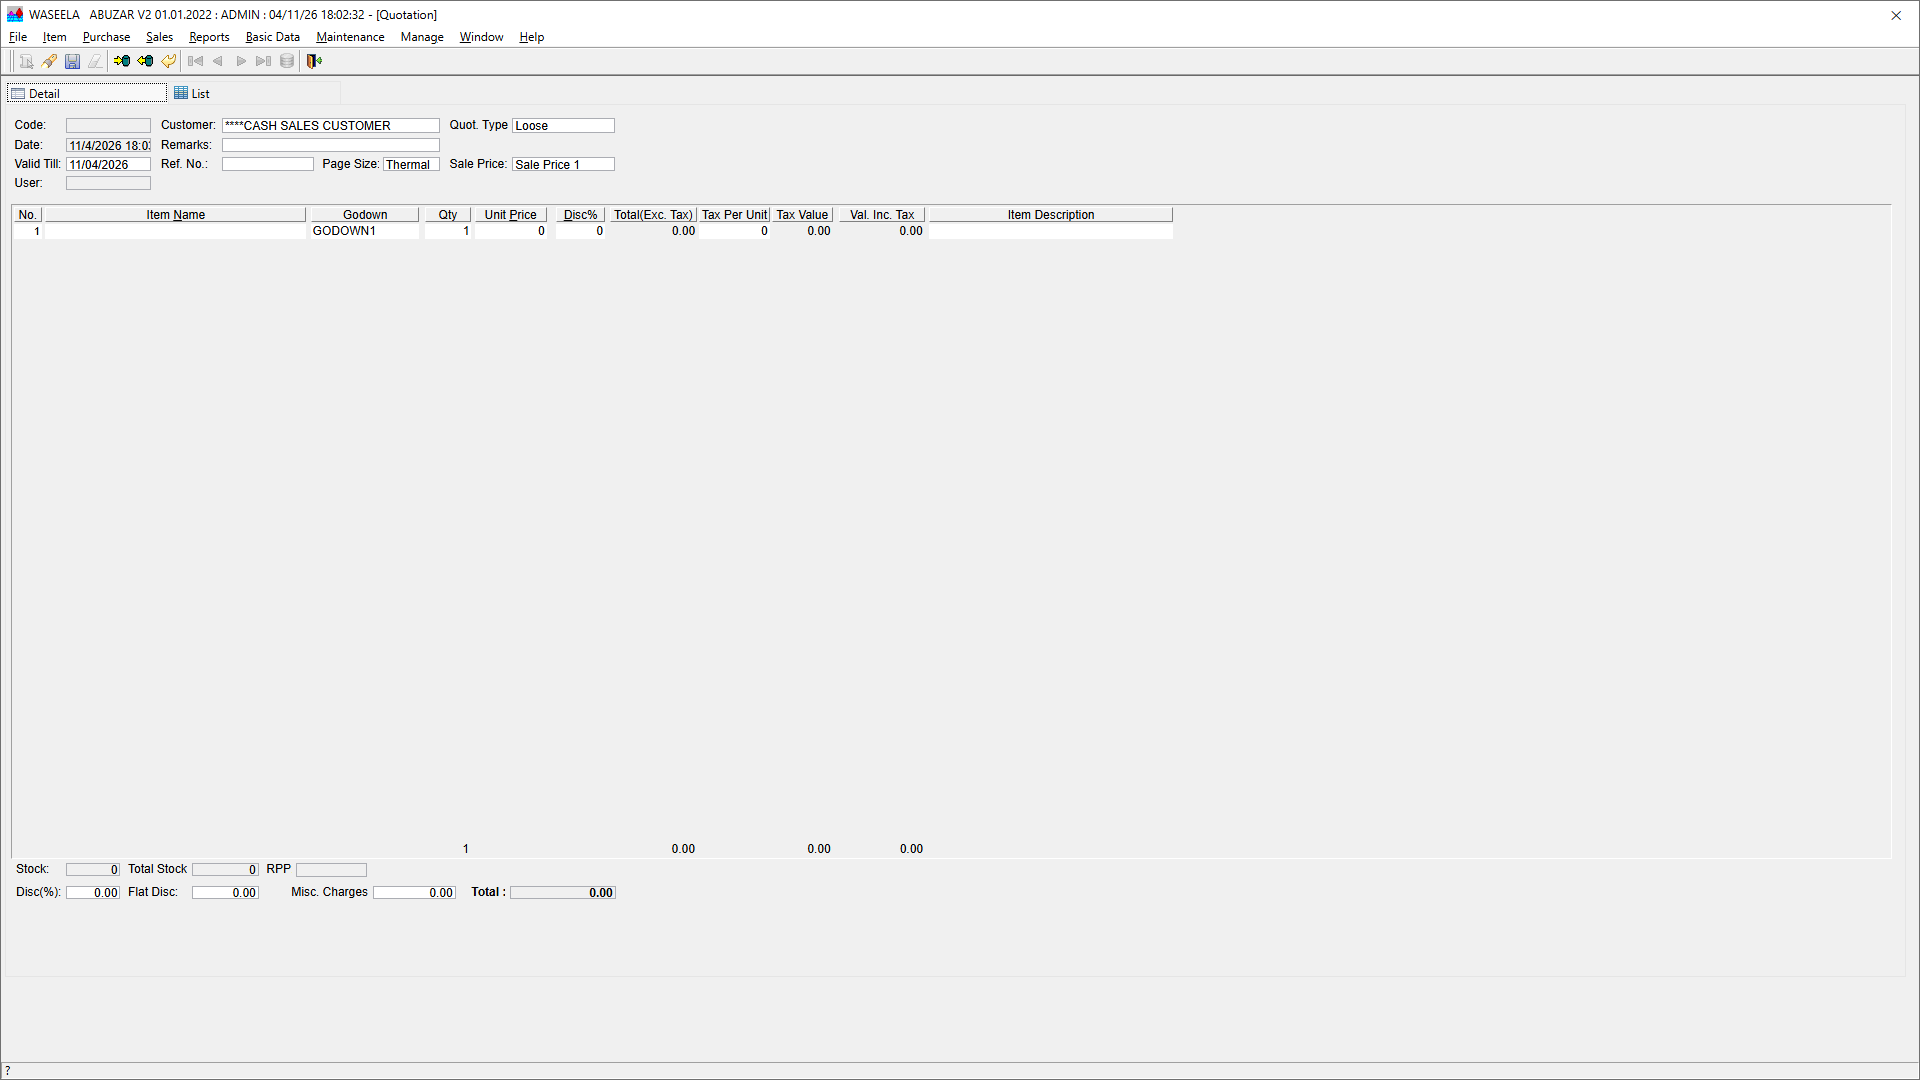 WASEELA ABUZAR V2 01.01.2022 : ADMIN : 04/11/26 18:02:32 - [Quotation]
File Item Purchase Sales Reports Basic Data Maintenance Manage Window Help
Detail List
Code: Customer: ****CASH SALES CUSTOMER Quot. Type Loose
Date: 11/4/2026 18:0 Remarks:
Valid Till: 11/04/2026 Ref. No.: Page Size: Thermal Sale Price: Sale Price 1
User:
No. Item Name Godown Qty Unit Price Disc% Total(Exc. Tax) Tax Per Unit Tax Value Val. Inc. Tax Item Description
1 GODOWN1 1 0 0 0.00 0 0.00 0.00
1 0.00 0.00 0.00
Stock: 0 Total Stock 0 RPP
Disc(%): 0.00 Flat Disc: 0.00 Misc. Charges 0.00 Total : 0.00
?